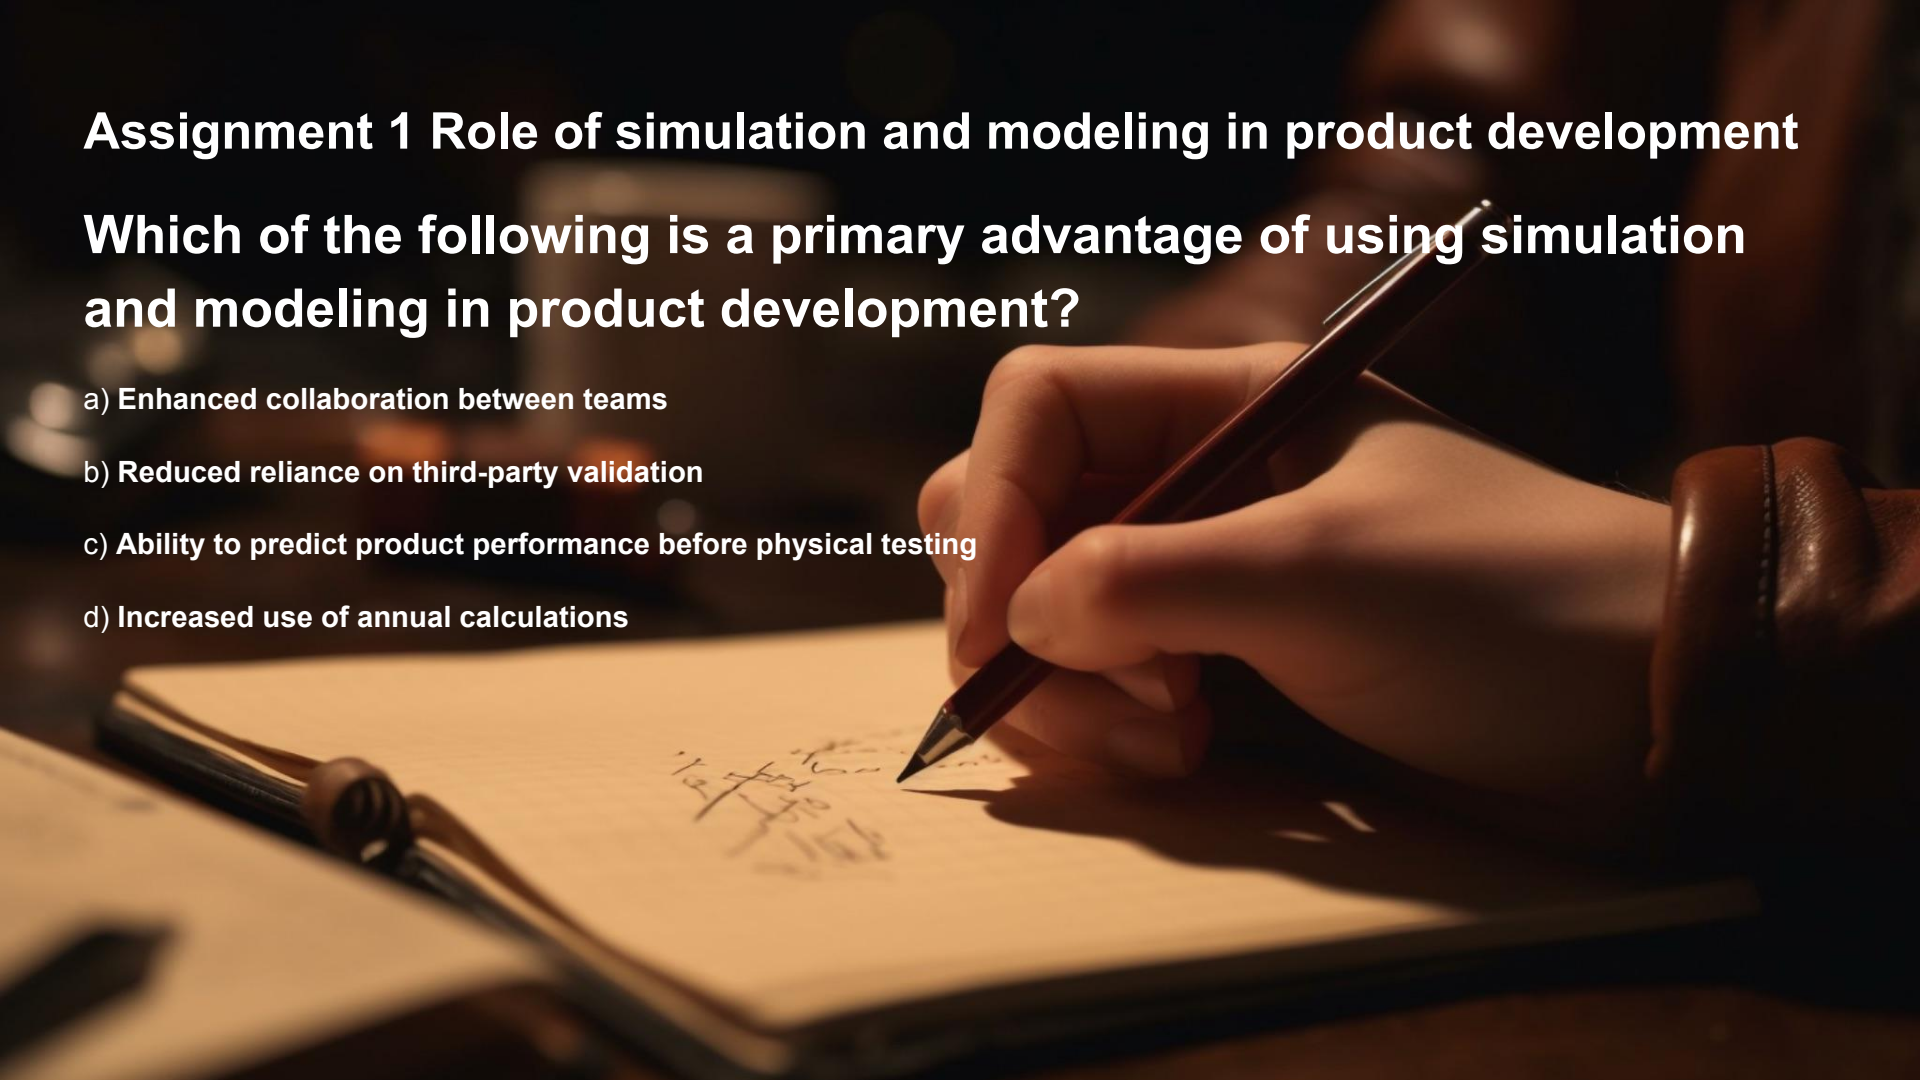 Assignment 1 Role of simulation and modeling in product development
Which of the following is a primary advantage of using simulation
and modeling in product development?
a) Enhanced collaboration between teams
b) Reduced reliance on third-party validation
c) Ability to predict product performance before physical testing
d) Increased use of annual calculations